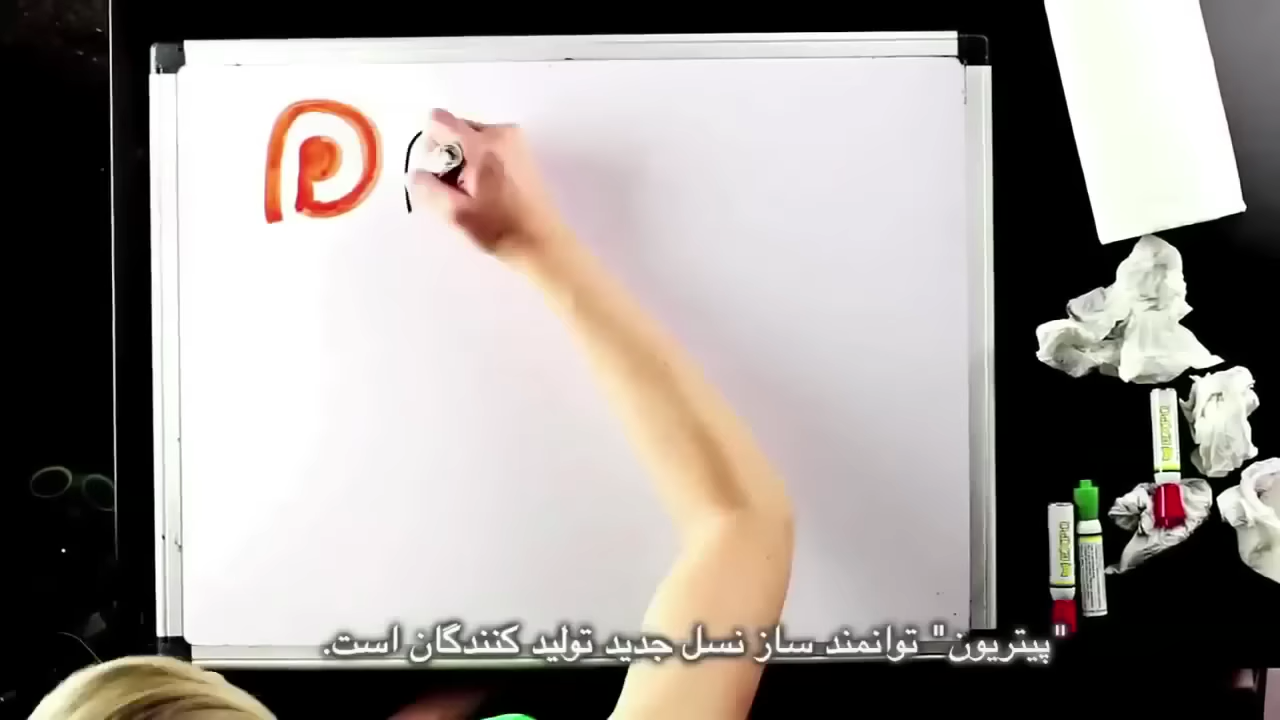 "پیتریون" توانمند ساز نسل جدید تولید کنندگان است.